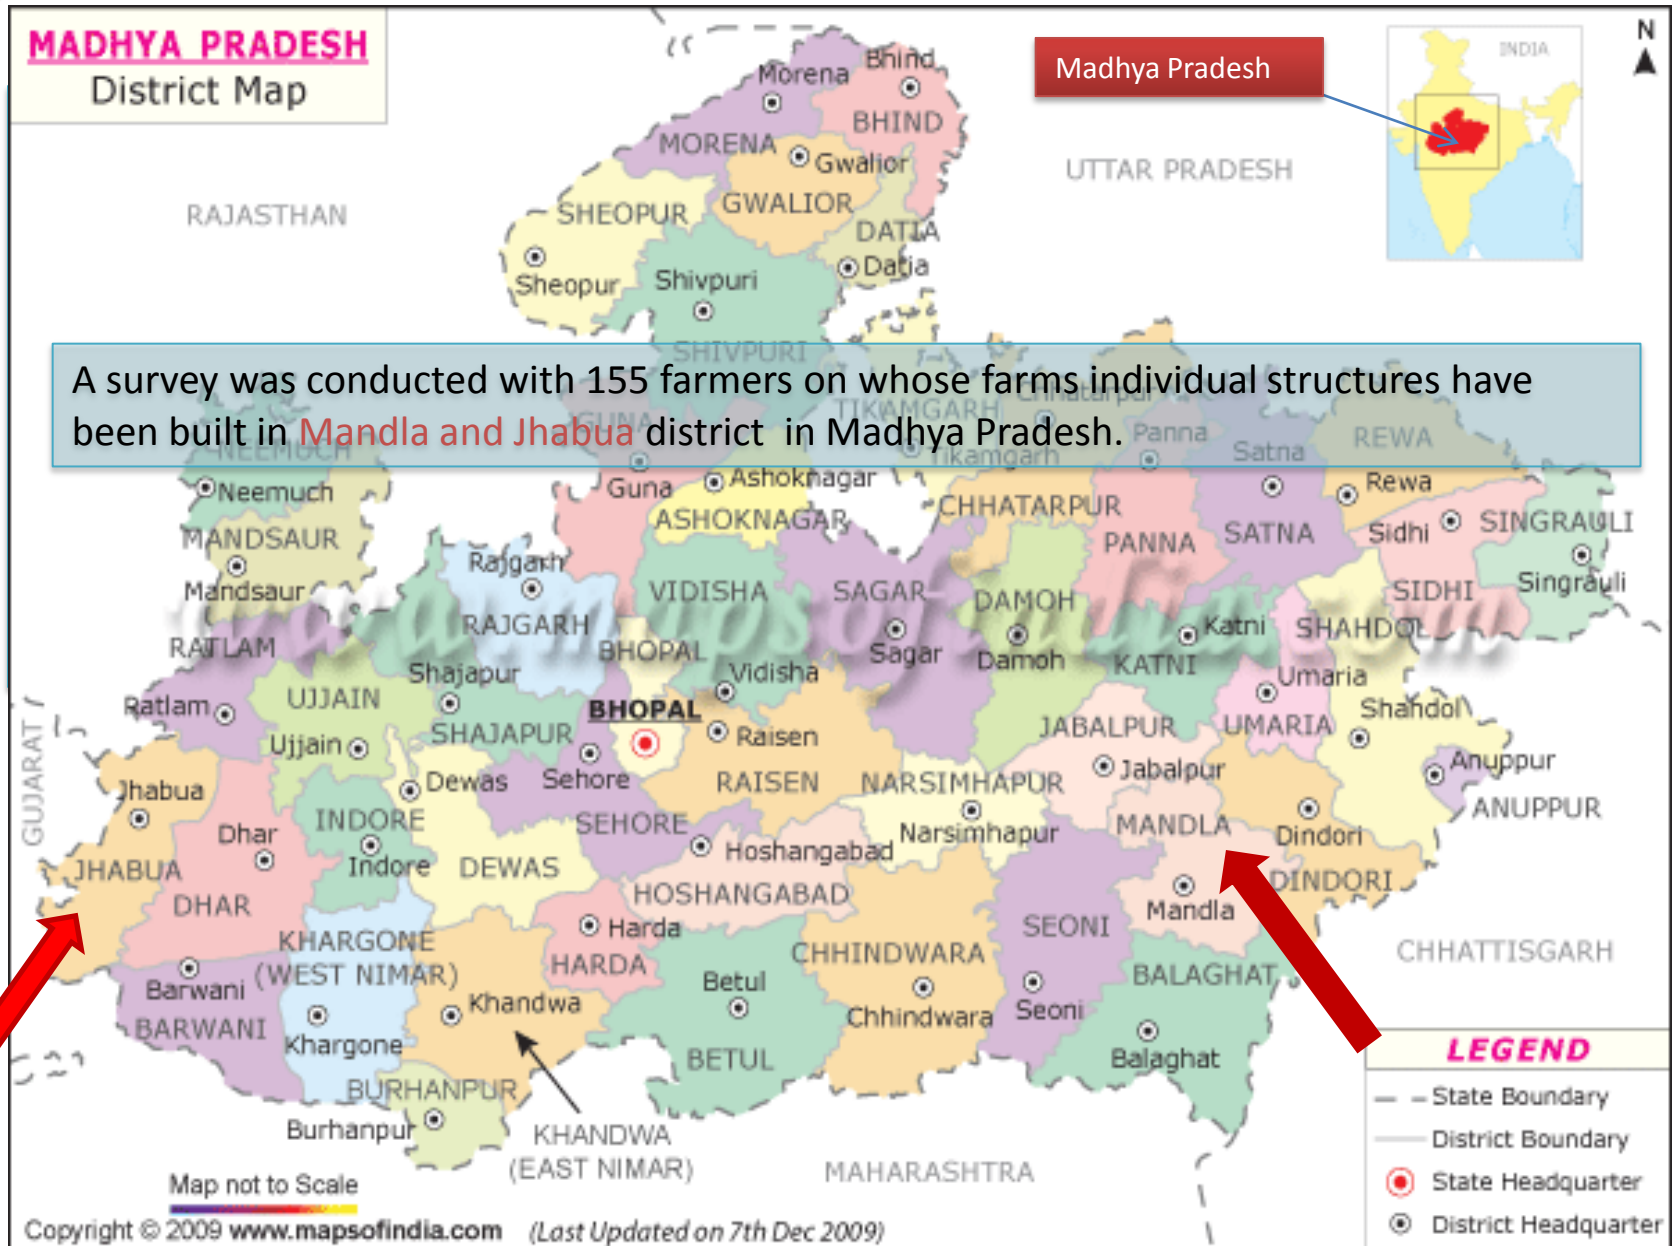 MADHYA PRADESH
District Map
Madhya Pradesh
INDIA
N
RAJASTHAN
UTTAR PRADESH
Morena
Bhind
BHIND
MORENA
Gwalior
GWALIOR
SHEOPUR
DATIA
Datia
Sheopur
Shivpuri
SHIVPURI
A survey was conducted with 155 farmers on whose farms individual structures have
been built in Mandla and Jhabua district in Madhya Pradesh.
GUNA
TIKAMGARH
Chhatarpur
Tikamgarh
Panna
Satna
REWA
NEEMUCH
Neemuch
Guna
Ashoknagar
ASHOKNAGAR
CHHATARPUR
Rewa
MANDSAUR
Mandsaur
PANNA
SATNA
Sidhi
SINGRAULI
Singrauli
SIDHI
Rajgarh
RAJGARH
VIDISHA
SAGAR
DAMOH
www.mapsofindia.com
RATLAM
Ratlam
UJJAIN
Shajapur
BHOPAL
Vidisha
Sagar
Damoh
KATNI
Katni
SHAHDOL
Umaria
UMARIA
Shahdol
SHAJAPUR
BHOPAL
Raisen
RAISEN
JABALPUR
Jabalpur
Anuppur
ANUPPUR
GUJARAT
Ujjain
Jhabua
JHABUA
Dhar
DHAR
INDORE
Indore
Dewas
DEWAS
Sehore
SEHORE
Hoshangabad
HOSHANGABAD
NARSIMHAPUR
Narsimhapur
MANDLA
Mandla
Dindori
DINDORI
Harda
HARDA
KHARGONE
(WEST NIMAR)
Khargone
Barwani
BARWANI
Khandwa
Betul
BETUL
CHHINDWARA
Chhindwara
SEONI
Seoni
BALAGHAT
Balaghat
CHHATTISGARH
BURHANPUR
Burhanpur
KHANDWA
(EAST NIMAR)
MAHARASHTRA
LEGEND
State Boundary
District Boundary
State Headquarter
District Headquarter
Map not to Scale
Copyright © 2009 www.mapsofindia.com (Last Updated on 7th Dec 2009)